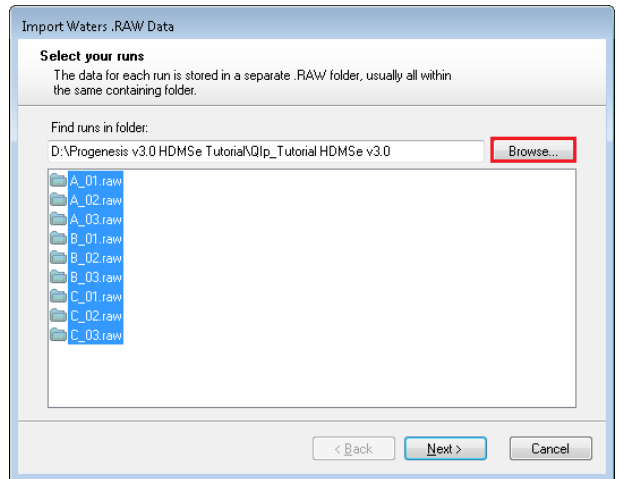 Import Waters .RAW Data
Select your runs
The data for each run is stored in a separate .RAW folder, usually all within
the same containing folder.
Find runs in folder:
D:\Progenesis v3.0 HDMSe Tutorial\QIp_Tutorial HDMSe v3.0 Browse...
A_01.raw
A_02.raw
A_03.raw
B_01.raw
B_02.raw
B_03.raw
C_01.raw
C_02.raw
C_03.raw
< Back Next > Cancel